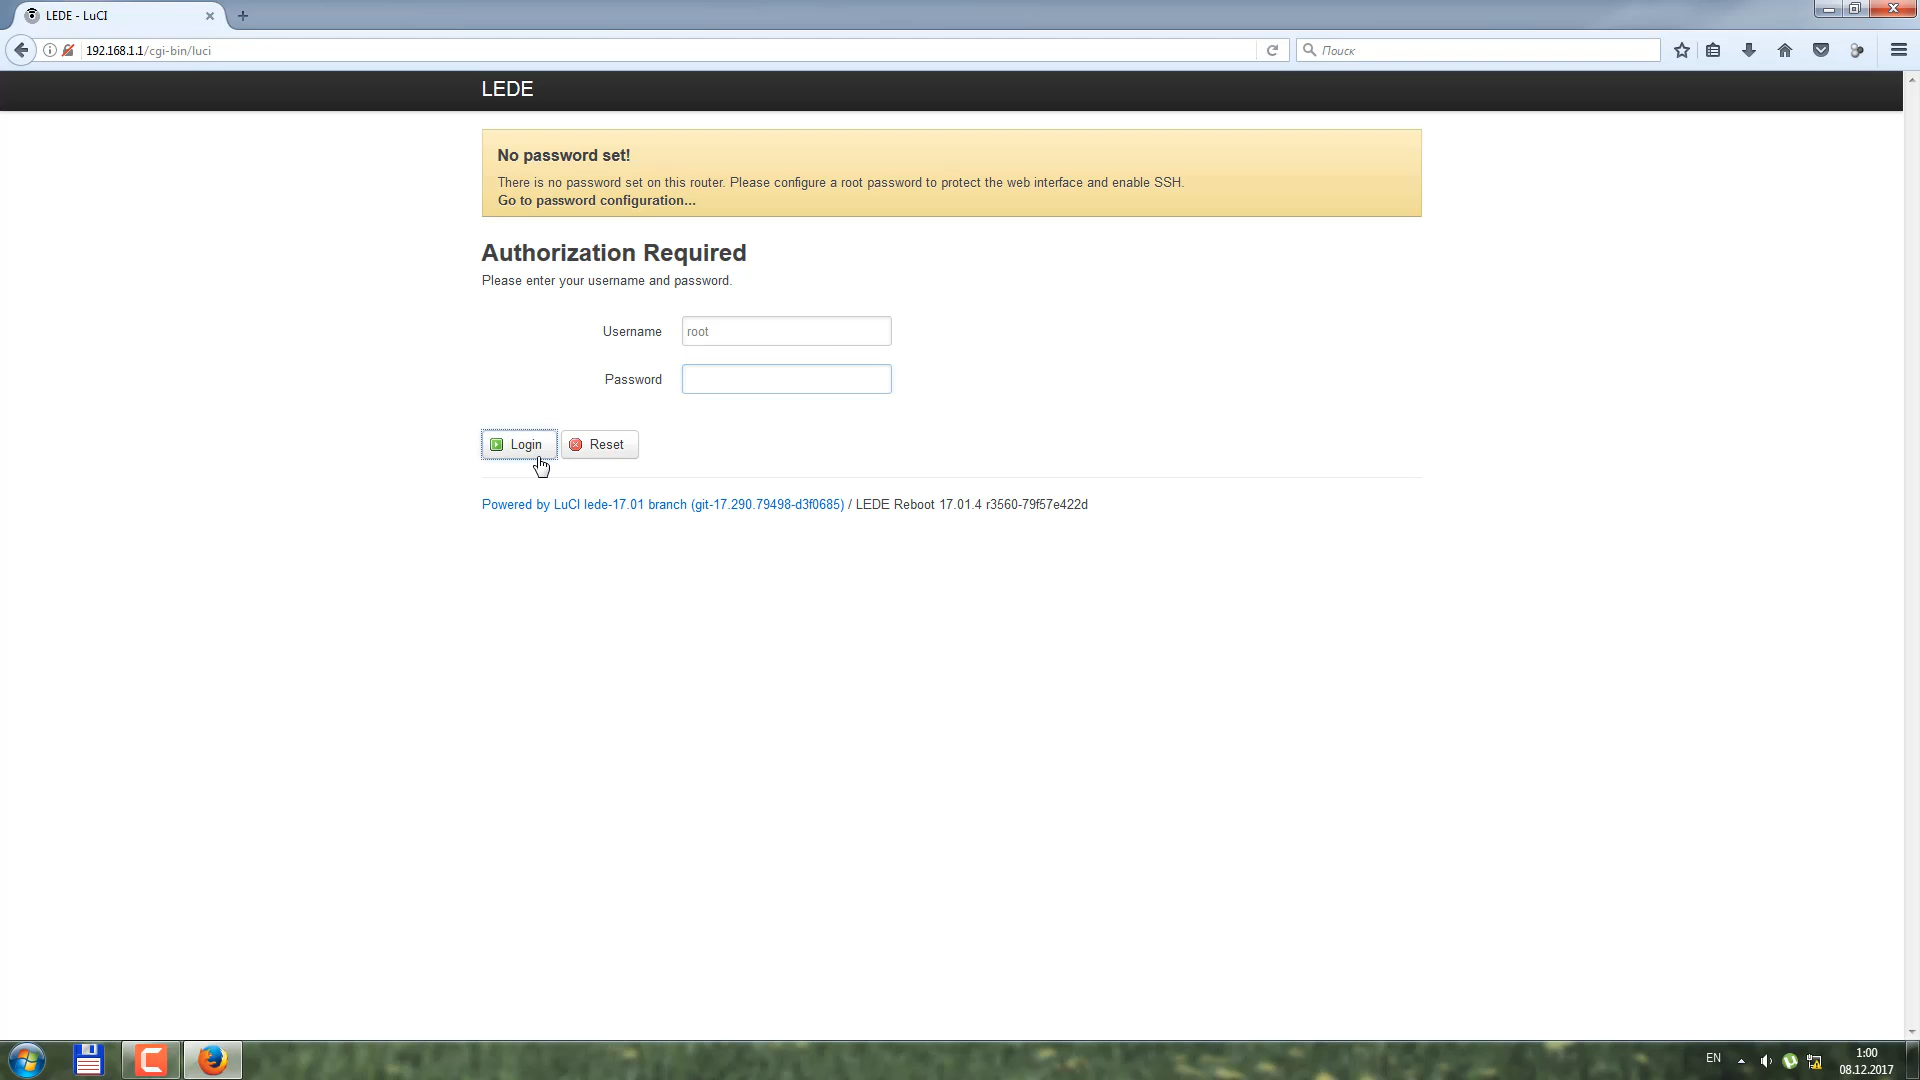 LEDE - LuCI
192.168.1.1/cgi-bin/luci
Поиск
LEDE
No password set!
There is no password set on this router. Please configure a root password to protect the web interface and enable SSH.
Go to password configuration...
Authorization Required
Please enter your username and password.
Username
root
Password
Login
Reset
Powered by LuCI lede-17.01 branch (git-17.290.79498-d3f0685) / LEDE Reboot 17.01.4 r3560-79f57e422d
EN
1:00
08.12.2017